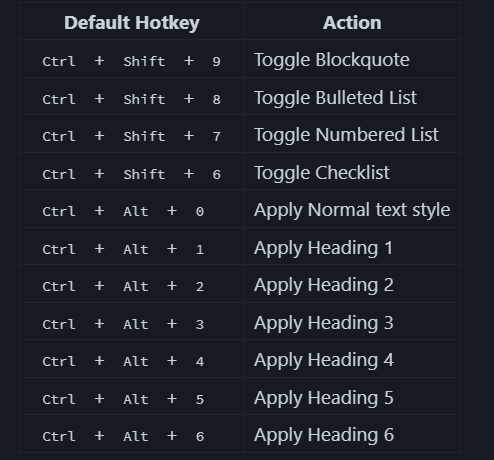 Default Hotkey Action
Ctrl + Shift + 9 Toggle Blockquote
Ctrl + Shift + 8 Toggle Bulleted List
Ctrl + Shift + 7 Toggle Numbered List
Ctrl + Shift + 6 Toggle Checklist
Ctrl + Alt + 0 Apply Normal text style
Ctrl + Alt + 1 Apply Heading 1
Ctrl + Alt + 2 Apply Heading 2
Ctrl + Alt + 3 Apply Heading 3
Ctrl + Alt + 4 Apply Heading 4
Ctrl + Alt + 5 Apply Heading 5
Ctrl + Alt + 6 Apply Heading 6